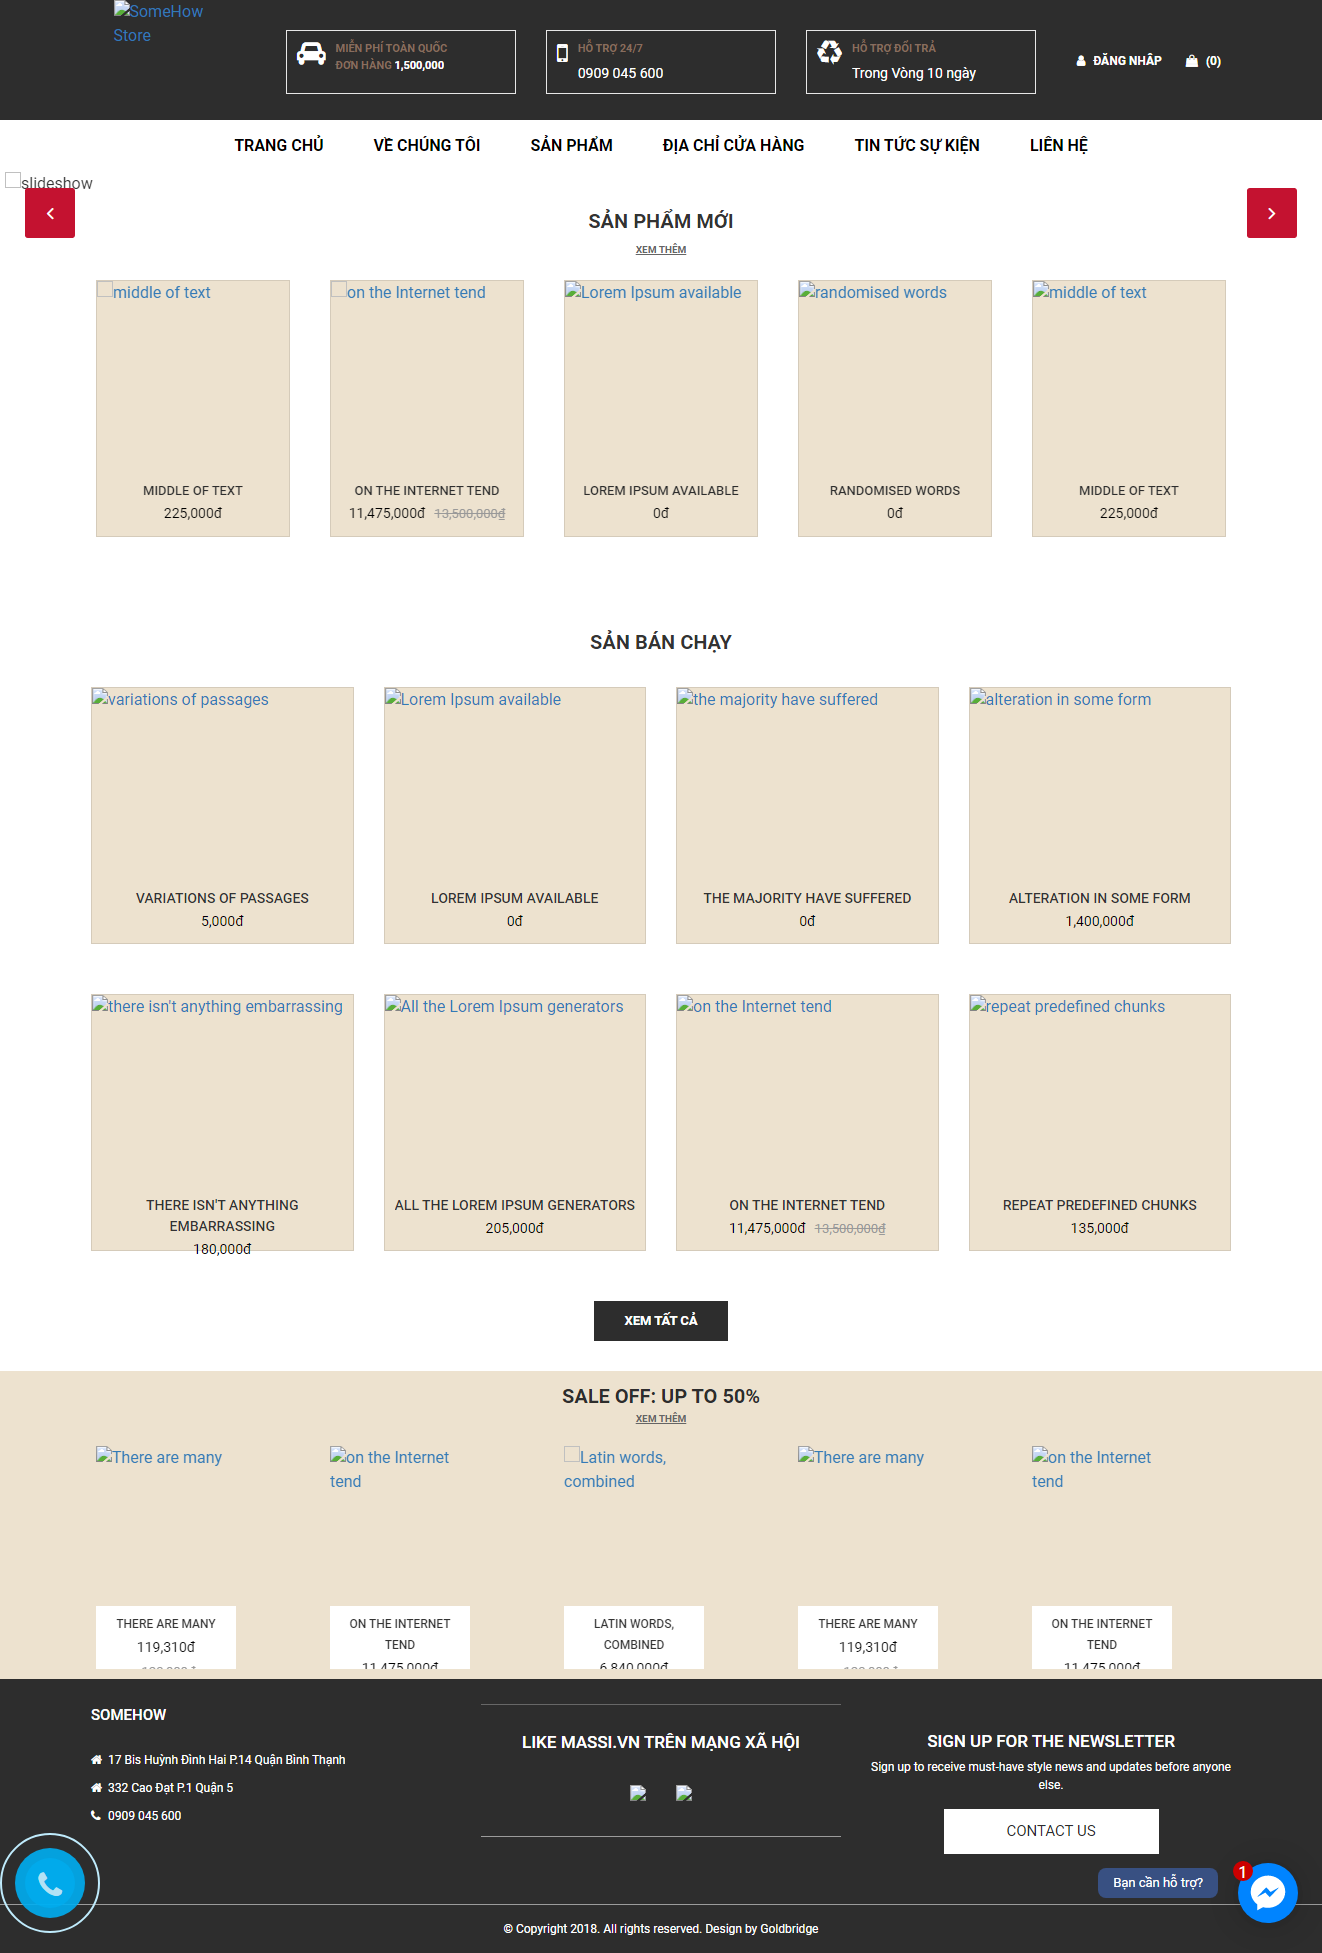 SomeHow
Store
MIỄN PHÍ TOÀN QUỐC
ĐƠN HÀNG 1,500,000
HỖ TRỢ 24/7
0909 045 600
HỖ TRỢ ĐỔI TRẢ
Trong Vòng 10 ngày
ĐĂNG NHẬP
(0)
TRANG CHỦ
VỀ CHÚNG TÔI
SẢN PHẨM
ĐỊA CHỈ CỬA HÀNG
TIN TỨC SỰ KIỆN
LIÊN HỆ
slideshow
SẢN PHẨM MỚI
XEM THÊM
middle of text
MIDDLE OF TEXT
225,000đ
on the Internet tend
ON THE INTERNET TEND
11,475,000đ 13,500,000₫
Lorem Ipsum available
LOREM IPSUM AVAILABLE
0đ
randomised words
RANDOMISED WORDS
0đ
middle of text
MIDDLE OF TEXT
225,000đ
SẢN BÁN CHẠY
variations of passages
VARIATIONS OF PASSAGES
5,000đ
Lorem Ipsum available
LOREM IPSUM AVAILABLE
0đ
the majority have suffered
THE MAJORITY HAVE SUFFERED
0đ
alteration in some form
ALTERATION IN SOME FORM
1,400,000đ
there isn't anything embarrassing
THERE ISN'T ANYTHING
EMBARRASSING
180,000đ
All the Lorem Ipsum generators
ALL THE LOREM IPSUM GENERATORS
205,000đ
on the Internet tend
ON THE INTERNET TEND
11,475,000đ 13,500,000₫
repeat predefined chunks
REPEAT PREDEFINED CHUNKS
135,000đ
XEM TẤT CẢ
SALE OFF: UP TO 50%
XEM THÊM
There are many
THERE ARE MANY
119,310đ
on the Internet
tend
ON THE INTERNET
TEND
11,475,000đ
Latin words,
combined
LATIN WORDS,
COMBINED
6,840,000đ
There are many
THERE ARE MANY
119,310đ
on the Internet
tend
ON THE INTERNET
TEND
11,475,000đ
SOMEHOW
17 Bis Huỳnh Đình Hai P.14 Quận Bình Thạnh
332 Cao Đạt P.1 Quận 5
0909 045 600
LIKE MASSI.VN TRÊN MẠNG XÃ HỘI
SIGN UP FOR THE NEWSLETTER
Sign up to receive must-have style news and updates before anyone
else.
CONTACT US
Bạn cần hỗ trợ?
1
© Copyright 2018. All rights reserved. Design by Goldbridge